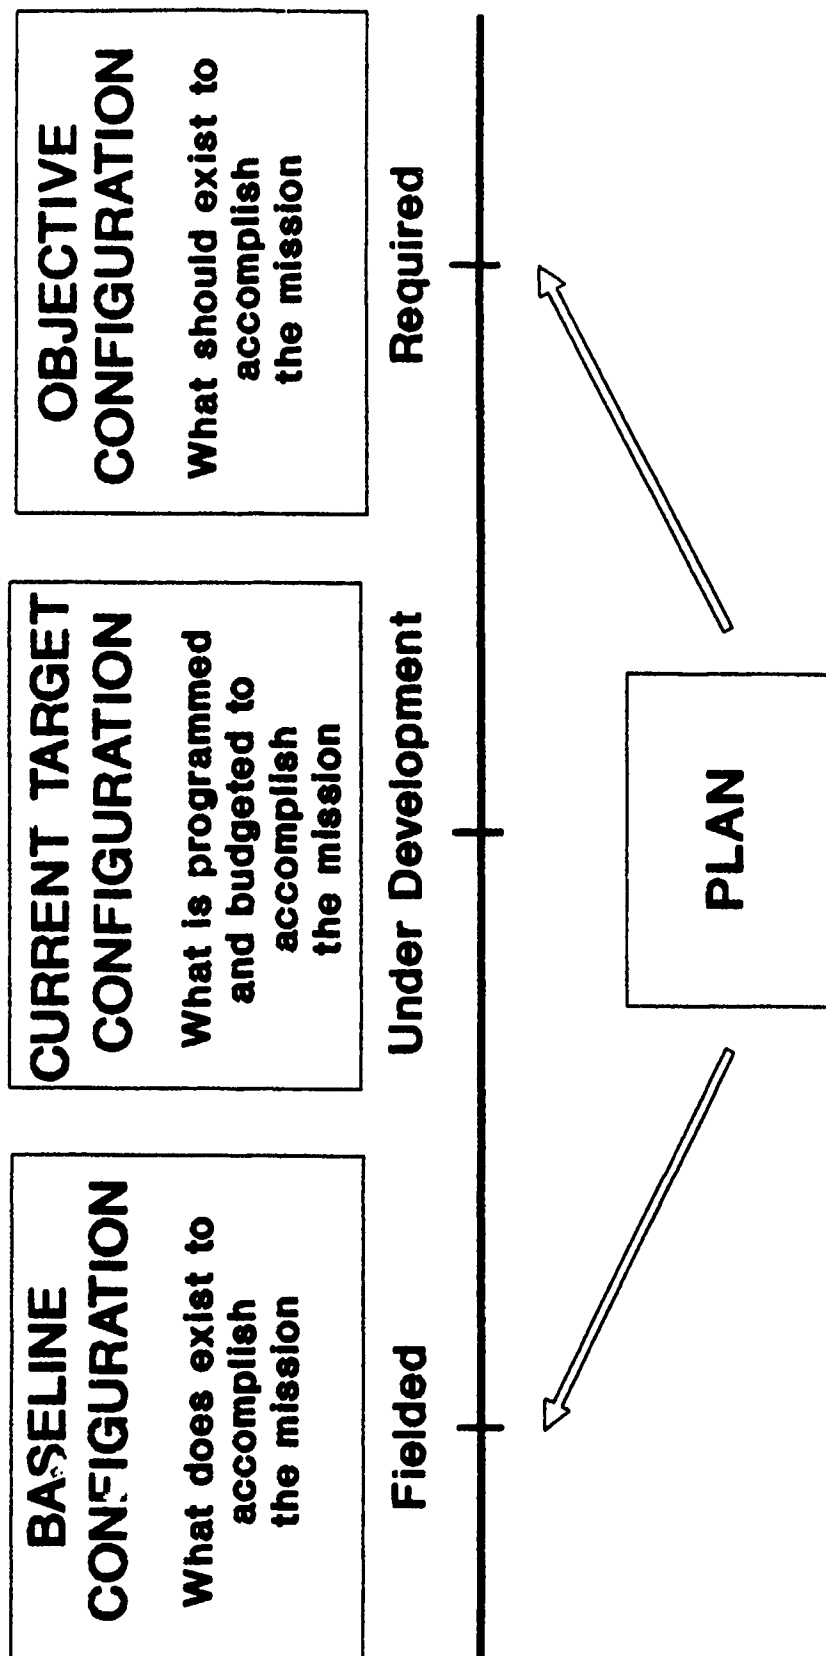 BASELINE
CONFIGURATION
What does exist to
accomplish
the mission
Fielded
CURRENT TARGET
CONFIGURATION
What is programmed
and budgeted to
accomplish
the mission
Under Development
OBJECTIVE
CONFIGURATION
What should exist to
accomplish
the mission
Required
PLAN